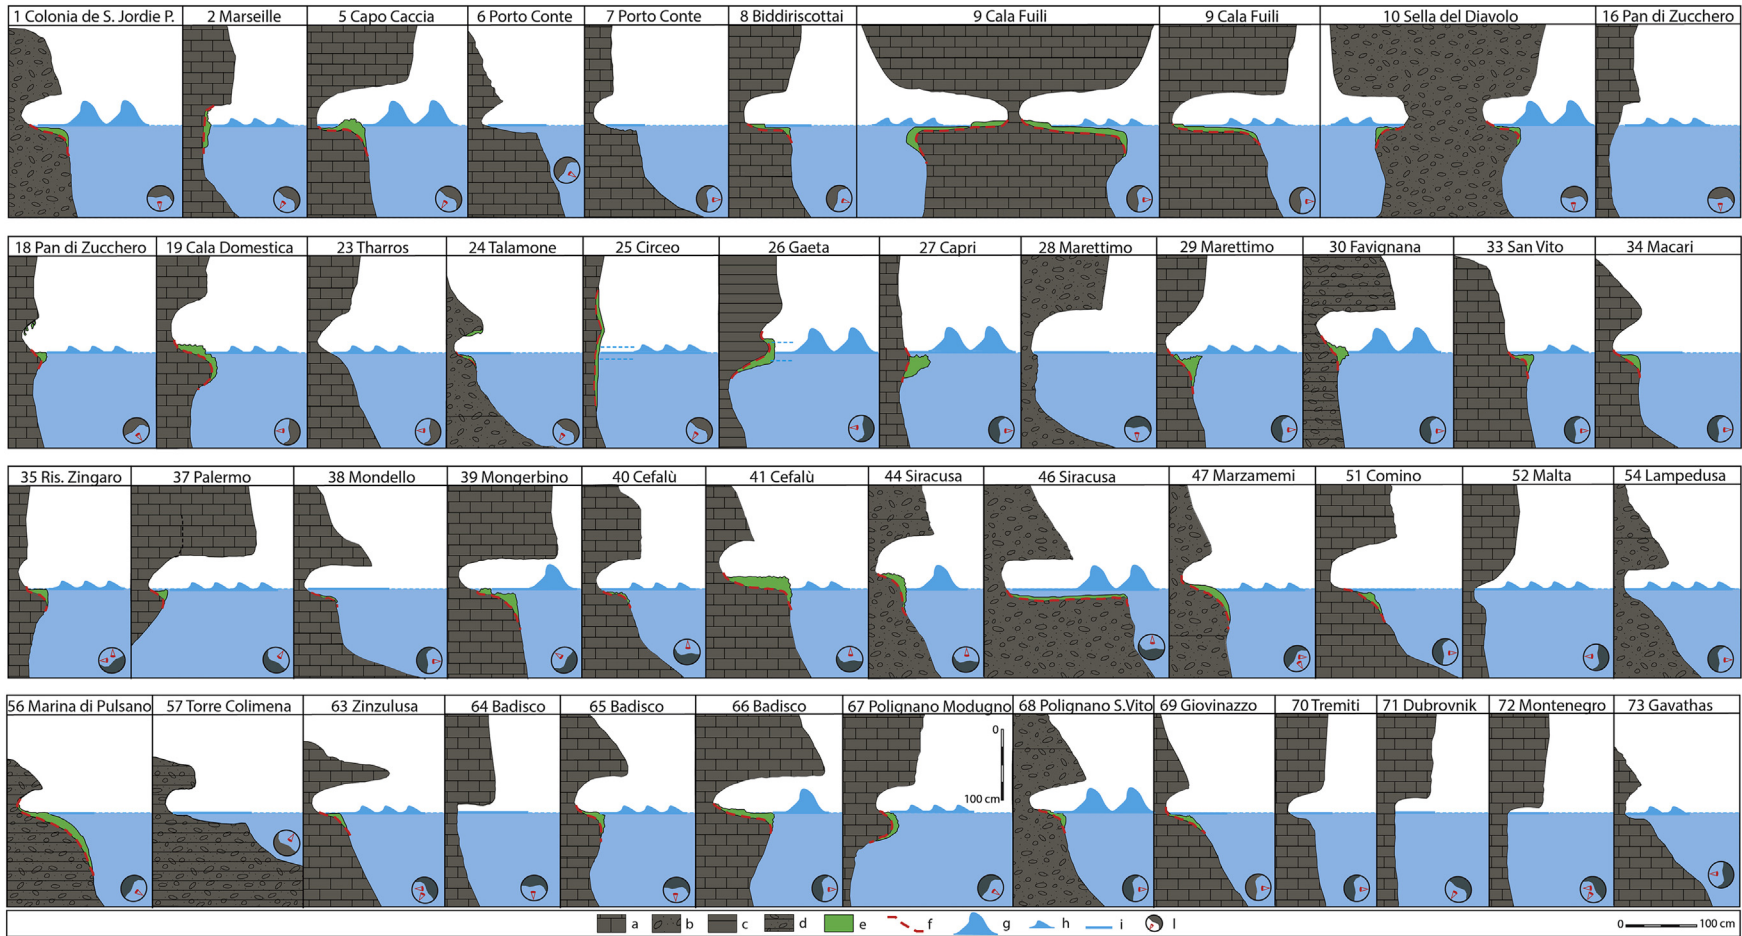 1 Colonia de S. Jordie P. 2 Marseille 5 Capo Caccia 6 Porto Conte 7 Porto Conte 8 Biddiriscottai 9 Cala Fuili 9 Cala Fuili 10 Sella del Diavolo 16 Pan di Zucchero
18 Pan di Zucchero 19 Cala Domestica 23 Tharros 24 Talamone 25 Circeo 26 Gaeta 27 Capri 28 Marettimo 29 Marettimo 30 Favignana 33 San Vito 34 Macari
35 Ris. Zingaro 37 Palermo 38 Mondello 39 Mongerbino 40 Cefalù 41 Cefalù 44 Siracusa 46 Siracusa 47 Marzamemi 51 Comino 52 Malta 54 Lampedusa
56 Marina di Pulsano 57 Torre Colimena 63 Zinzulusa 64 Badisco 65 Badisco 66 Badisco 67 Polignano Modugno 68 Polignano S.Vito 69 Giovinazzo 70 Tremiti 71 Dubrovnik 72 Montenegro 73 Gavathas
0
100 cm
a b c d e f g h i l 0 100 cm